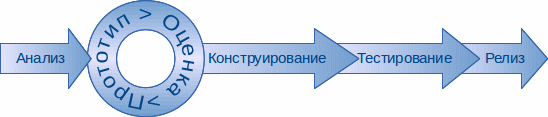 Анализ
Прототип > Оценка >
Конструирование
Тестирование
Релиз